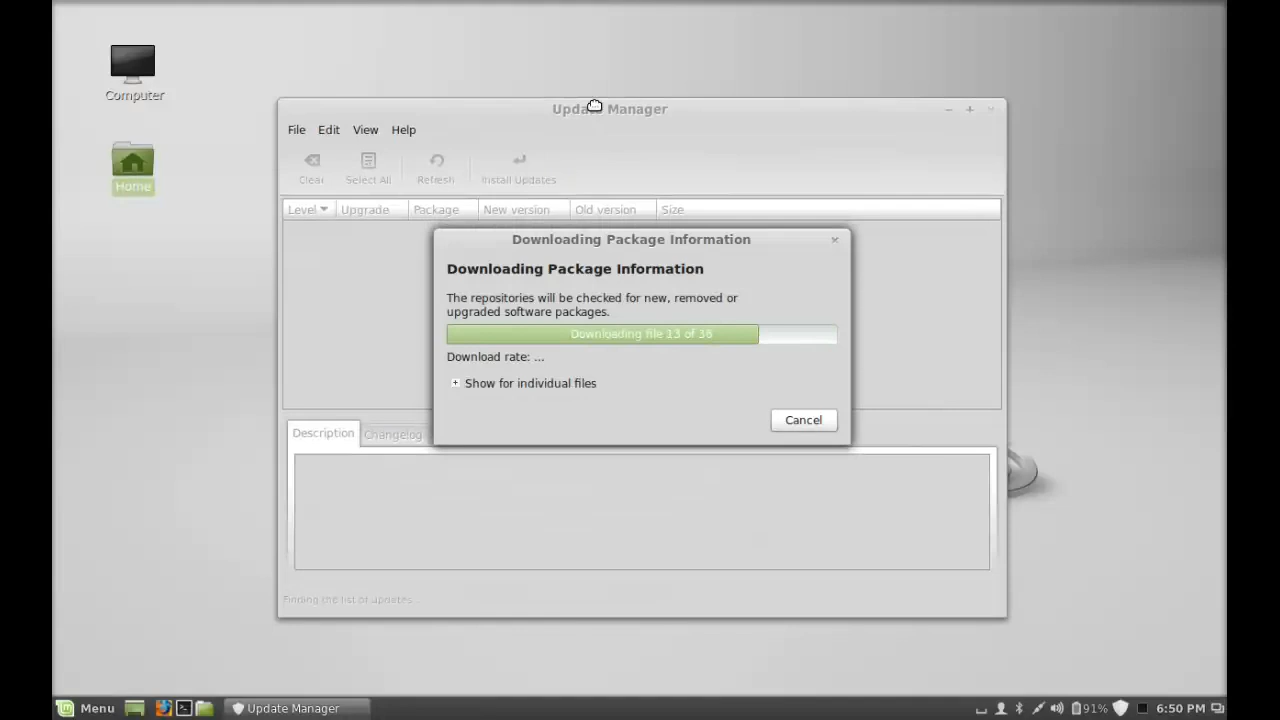 Computer
Home
Update Manager
File Edit View Help
Clear Select All Refresh Install Updates
Level Upgrade Package New version Old version Size
Downloading Package Information
Downloading Package Information
The repositories will be checked for new, removed or
upgraded software packages.
Downloading file 13 of 36
Download rate: ...
Show for individual files
Cancel
Description Changelog
Finding the list of updates...
Menu Update Manager 91% 6:50 PM